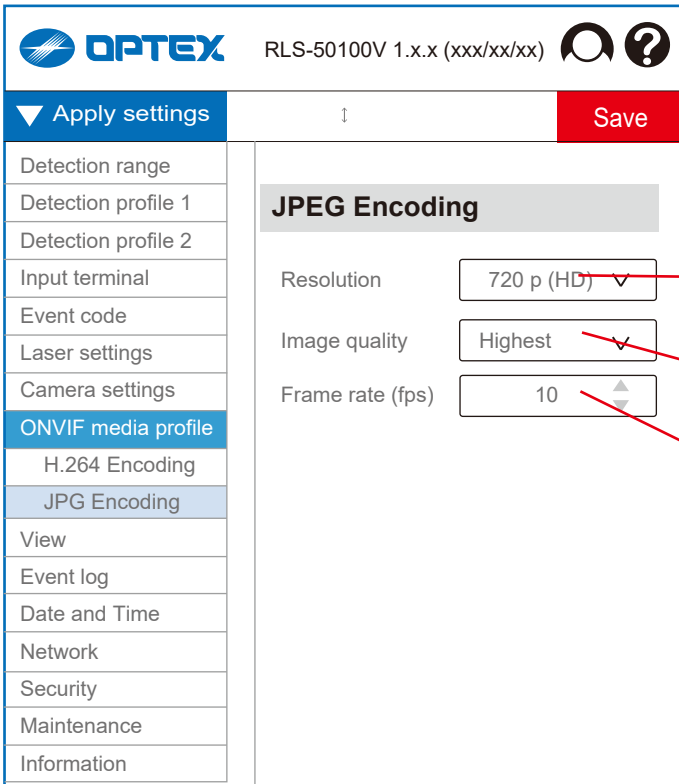 OPTEX RLS-50100V 1.x.x (xxx/xx/xx) ?
Apply settings Save
Detection range
Detection profile 1
Detection profile 2
Input terminal
Event code
Laser settings
Camera settings
ONVIF media profile
H.264 Encoding
JPG Encoding
View
Event log
Date and Time
Network
Security
Maintenance
Information
JPEG Encoding
Resolution 720 p (HD)
Image quality Highest
Frame rate (fps) 10